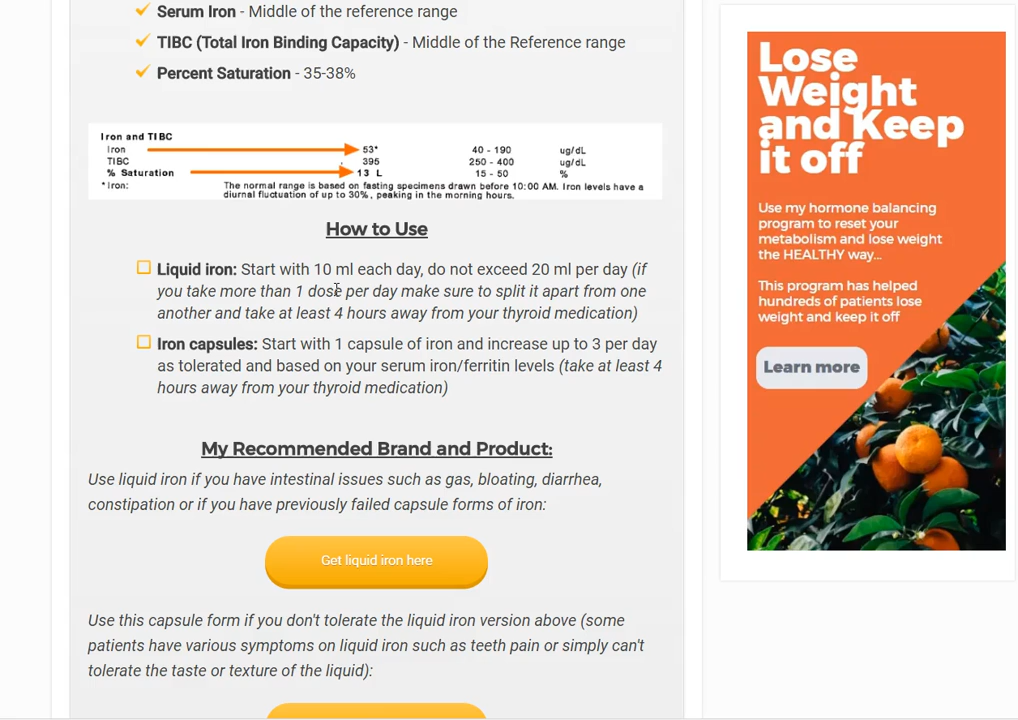 Serum Iron - Middle of the reference range
TIBC (Total Iron Binding Capacity) - Middle of the Reference range
Percent Saturation - 35-38%
Iron and TIBC
Iron 53* 40 - 190 ug/dL
TIBC 395 250 - 400 ug/dL
% Saturation 13 L 15 - 50 %
* Iron: The normal range is based on fasting specimens drawn before 10:00 AM. Iron levels have a
diurnal fluctuation of up to 30%, peaking in the morning hours.
How to Use
Liquid iron: Start with 10 ml each day, do not exceed 20 ml per day (if
you take more than 1 dose per day make sure to split it apart from one
another and take at least 4 hours away from your thyroid medication)
Iron capsules: Start with 1 capsule of iron and increase up to 3 per day
as tolerated and based on your serum iron/ferritin levels (take at least 4
hours away from your thyroid medication)
My Recommended Brand and Product:
Use liquid iron if you have intestinal issues such as gas, bloating, diarrhea,
constipation or if you have previously failed capsule forms of iron:
Get liquid iron here
Use this capsule form if you don't tolerate the liquid iron version above (some
patients have various symptoms on liquid iron such as teeth pain or simply can't
tolerate the taste or texture of the liquid):
Lose
Weight
and Keep
it off
Use my hormone balancing
program to reset your
metabolism and lose weight
the HEALTHY way...
This program has helped
hundreds of patients lose
weight and keep it off
Learn more